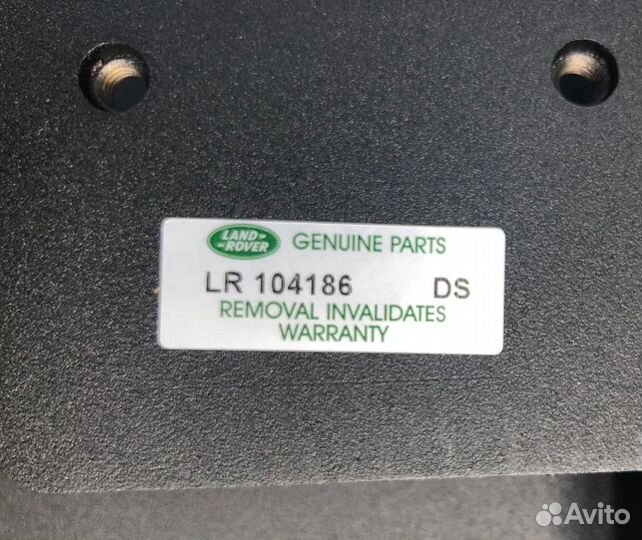 LAND ROVER GENUINE PARTS
LR 104186 DS
REMOVAL INVALIDATES
WARRANTY
Avito